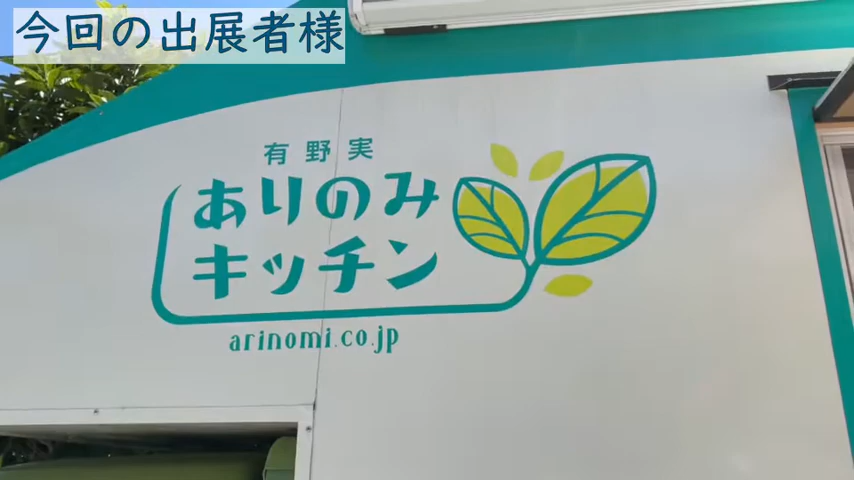 今回の出展者様
有野実
ありのみ
キッチン
arinomi.co.jp